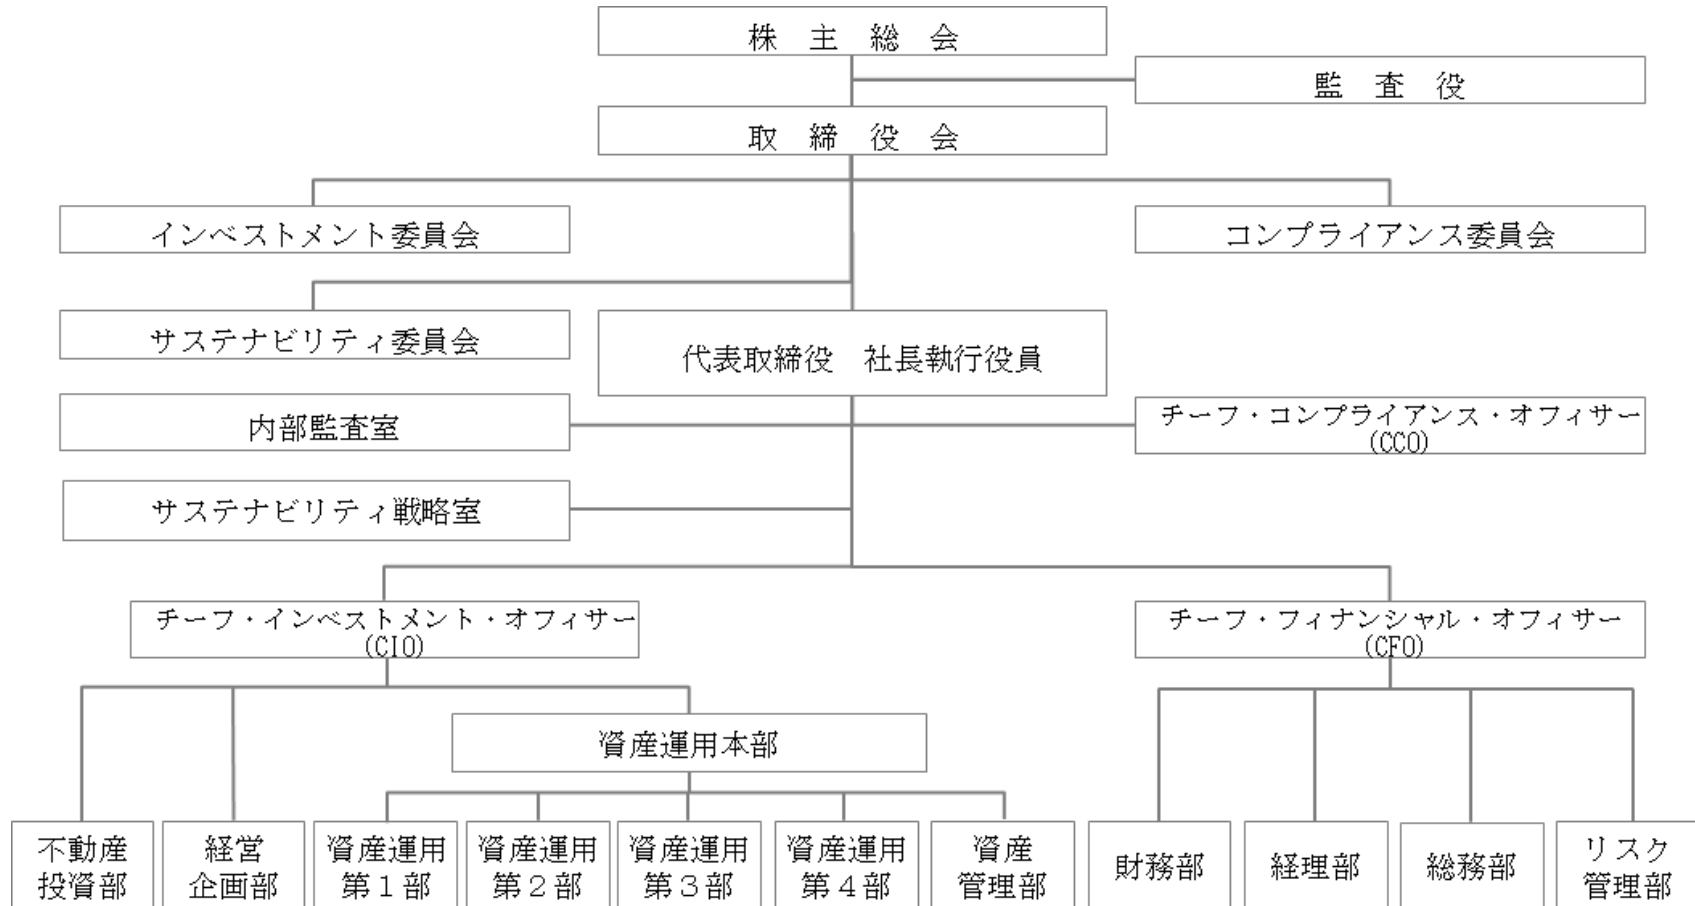 株　主　総　会
監　査　役
取　締　役　会
インベストメント委員会
コンプライアンス委員会
サステナビリティ委員会
代表取締役　社長執行役員
内部監査室
チーフ・コンプライアンス・オフィサー
(CCO)
サステナビリティ戦略室
チーフ・インベストメント・オフィサー
(CIO)
チーフ・フィナンシャル・オフィサー
(CFO)
資産運用本部
不動産
投資部
経営
企画部
資産運用
第１部
資産運用
第２部
資産運用
第３部
資産運用
第４部
資産
管理部
財務部
経理部
総務部
リスク
管理部